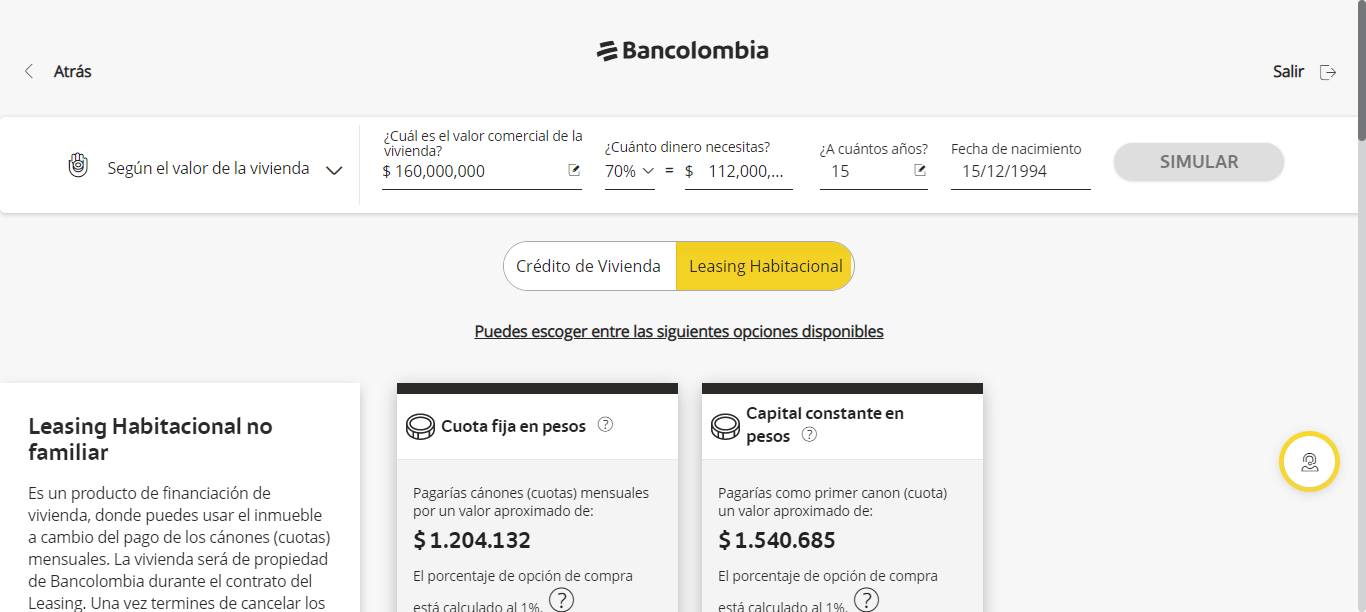 Bancolombia
Atrás
Salir
Según el valor de la vivienda
¿Cuál es el valor comercial de la
vivienda?
$ 160,000,000
¿Cuánto dinero necesitas?
70% = $ 112,000,...
¿A cuántos años?
15
Fecha de nacimiento
15/12/1994
SIMULAR
Crédito de Vivienda
Leasing Habitacional
Puedes escoger entre las siguientes opciones disponibles
Leasing Habitacional no
familiar
Es un producto de financiación de
vivienda, donde puedes usar el inmueble
a cambio del pago de los cánones (cuotas)
mensuales. La vivienda será de propiedad
de Bancolombia durante el contrato del
Leasing. Una vez termines de cancelar los
Cuota fija en pesos ?
Pagarías cánones (cuotas) mensuales
por un valor aproximado de:
$ 1.204.132
El porcentaje de opción de compra
está calculado al 1%. ?
Capital constante en
pesos ?
Pagarías como primer canon (cuota)
un valor aproximado de:
$ 1.540.685
El porcentaje de opción de compra
está calculado al 1%. ?